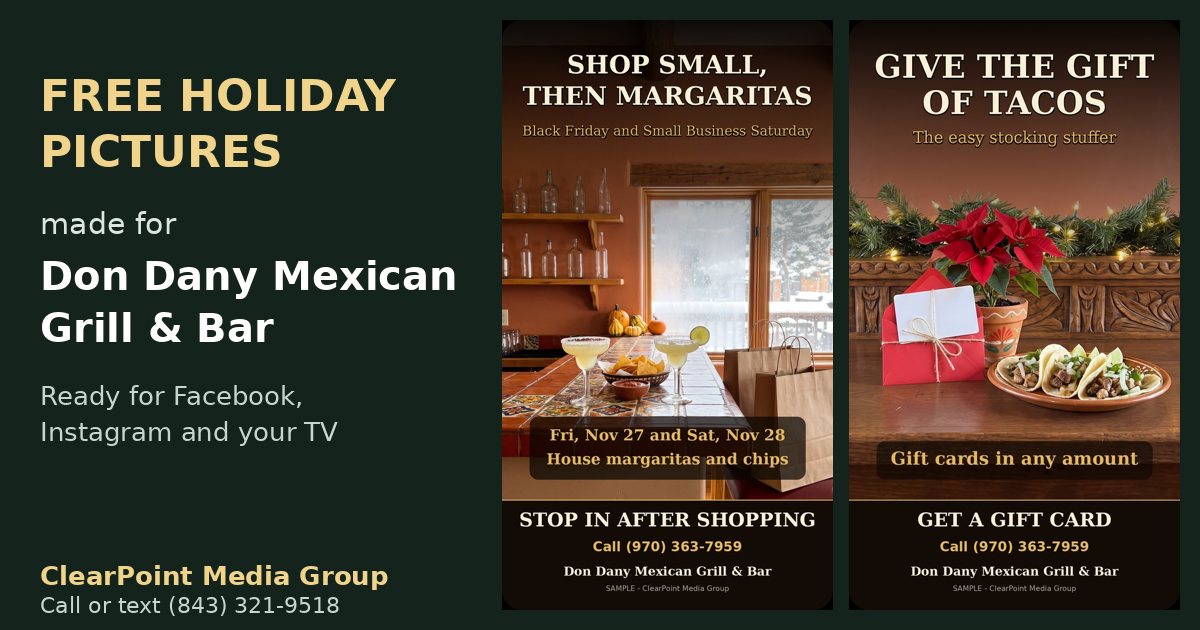 FREE HOLIDAY
PICTURES
made for
Don Dany Mexican
Grill & Bar
Ready for Facebook,
Instagram and your TV
ClearPoint Media Group
Call or text (843) 321-9518
SHOP SMALL,
THEN MARGARITAS
Black Friday and Small Business Saturday
Fri, Nov 27 and Sat, Nov 28
House margaritas and chips
STOP IN AFTER SHOPPING
Call (970) 363-7959
Don Dany Mexican Grill & Bar
SAMPLE - ClearPoint Media Group
GIVE THE GIFT
OF TACOS
The easy stocking stuffer
Gift cards in any amount
GET A GIFT CARD
Call (970) 363-7959
Don Dany Mexican Grill & Bar
SAMPLE - ClearPoint Media Group